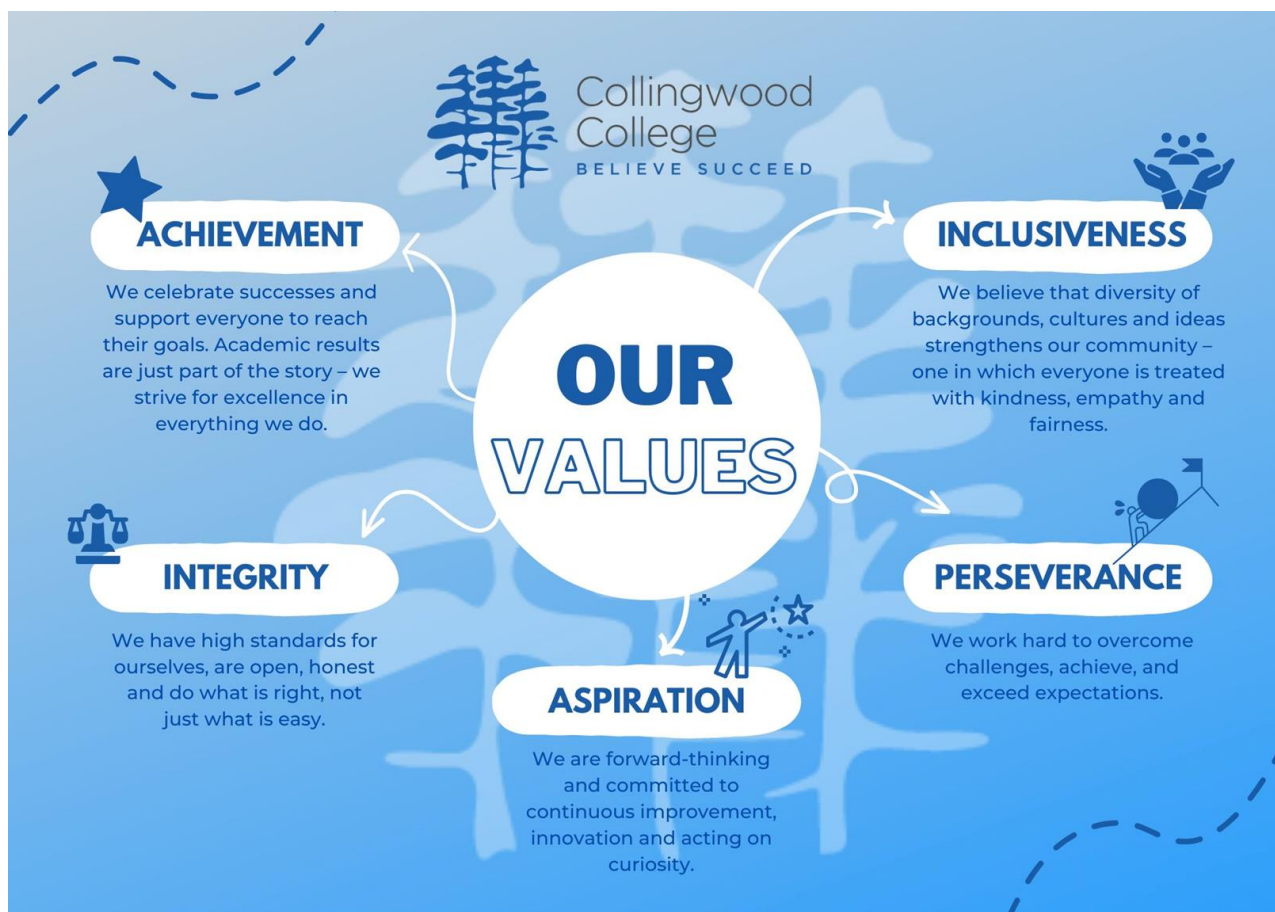 Collingwood
College
BELIEVE SUCCEED
OUR
VALUES
ACHIEVEMENT
We celebrate successes and
support everyone to reach
their goals. Academic results
are just part of the story – we
strive for excellence in
everything we do.
INCLUSIVENESS
We believe that diversity of
backgrounds, cultures and ideas
strengthens our community –
one in which everyone is treated
with kindness, empathy and
fairness.
INTEGRITY
We have high standards for
ourselves, are open, honest
and do what is right, not
just what is easy.
ASPIRATION
We are forward-thinking
and committed to
continuous improvement,
innovation and acting on
curiosity.
PERSEVERANCE
We work hard to overcome
challenges, achieve, and
exceed expectations.